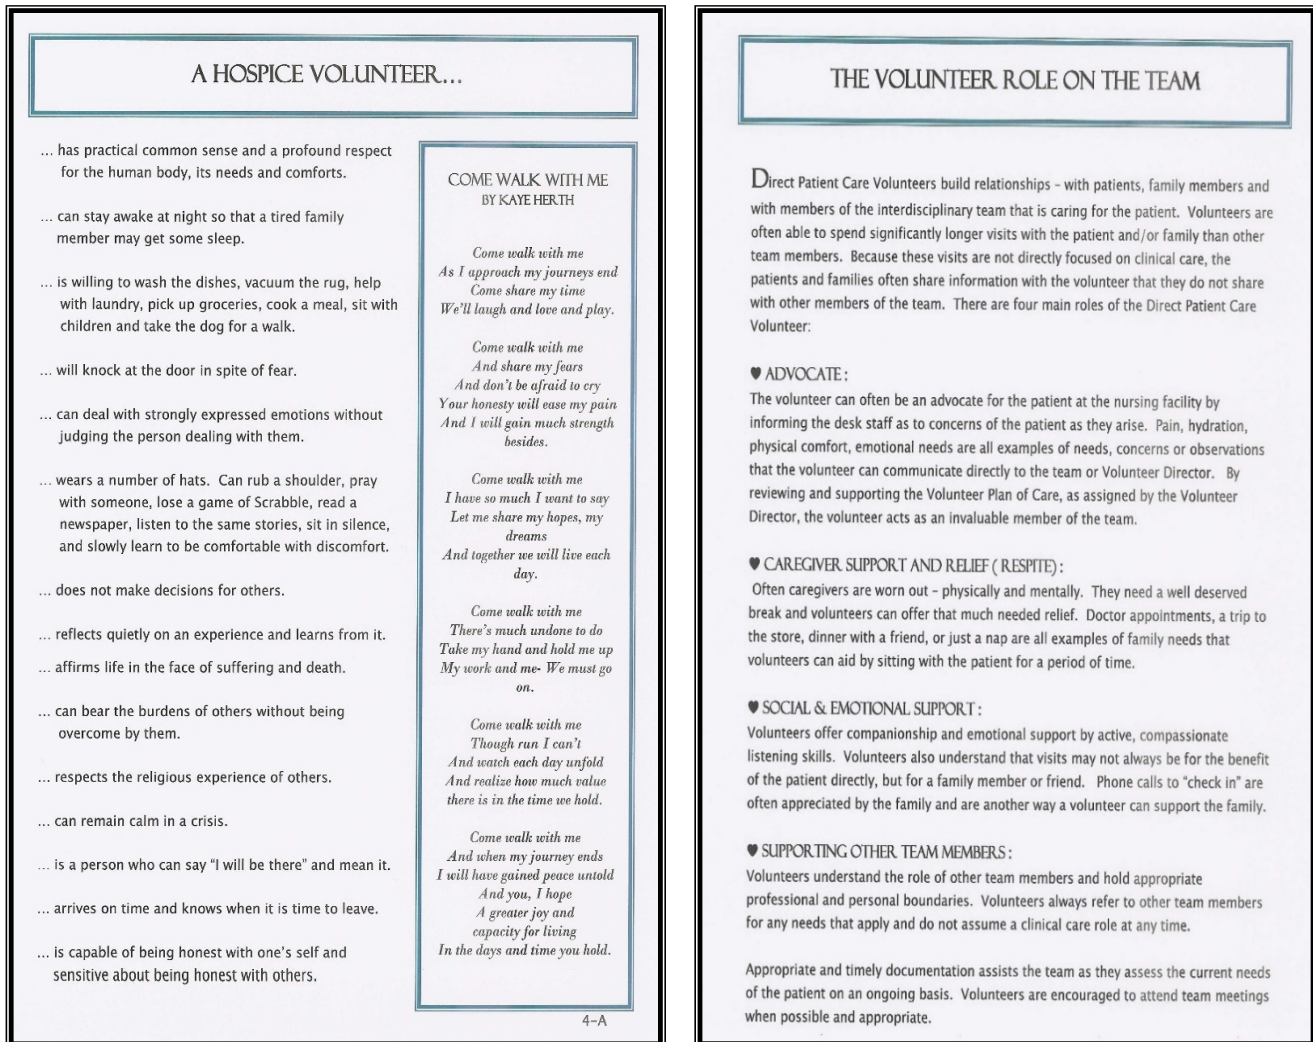 A HOSPICE VOLUNTEER...
... has practical common sense and a profound respect
for the human body, its needs and comforts.
... can stay awake at night so that a tired family
member may get some sleep.
... is willing to wash the dishes, vacuum the rug, help
with laundry, pick up groceries, cook a meal, sit with
children and take the dog for a walk.
... will knock at the door in spite of fear.
... can deal with strongly expressed emotions without
judging the person dealing with them.
... wears a number of hats. Can rub a shoulder, pray
with someone, lose a game of Scrabble, read a
newspaper, listen to the same stories, sit in silence,
and slowly learn to be comfortable with discomfort.
... does not make decisions for others.
... reflects quietly on an experience and learns from it.
... affirms life in the face of suffering and death.
... can bear the burdens of others without being
overcome by them.
... respects the religious experience of others.
... can remain calm in a crisis.
... is a person who can say "I will be there" and mean it.
... arrives on time and knows when it is time to leave.
... is capable of being honest with one's self and
sensitive about being honest with others.
COME WALK WITH ME
BY KAYE HERTH
Come walk with me
As I approach my journeys end
Come share my time
We'll laugh and love and play.
Come walk with me
And share my fears
And don't be afraid to cry
Your honesty will ease my pain
And I will gain much strength
besides.
Come walk with me
I have so much I want to say
Let me share my hopes, my
dreams
And together we will live each
day.
Come walk with me
There's much undone to do
Take my hand and hold me up
My work and me- We must go
on.
Come walk with me
Though run I can't
And watch each day unfold
And realize how much value
there is in the time we hold.
Come walk with me
And when my journey ends
I will have gained peace untold
And you, I hope
A greater joy and
capacity for living
In the days and time you hold.
4-A
THE VOLUNTEER ROLE ON THE TEAM
Direct Patient Care Volunteers build relationships - with patients, family members and
with members of the interdisciplinary team that is caring for the patient. Volunteers are
often able to spend significantly longer visits with the patient and/or family than other
team members. Because these visits are not directly focused on clinical care, the
patients and families often share information with the volunteer that they do not share
with other members of the team. There are four main roles of the Direct Patient Care
Volunteer:
♥ ADVOCATE :
The volunteer can often be an advocate for the patient at the nursing facility by
informing the desk staff as to concerns of the patient as they arise. Pain, hydration,
physical comfort, emotional needs are all examples of needs, concerns or observations
that the volunteer can communicate directly to the team or Volunteer Director. By
reviewing and supporting the Volunteer Plan of Care, as assigned by the Volunteer
Director, the volunteer acts as an invaluable member of the team.
♥ CAREGIVER SUPPORT AND RELIEF ( RESPITE) :
Often caregivers are worn out - physically and mentally. They need a well deserved
break and volunteers can offer that much needed relief. Doctor appointments, a trip to
the store, dinner with a friend, or just a nap are all examples of family needs that
volunteers can aid by sitting with the patient for a period of time.
♥ SOCIAL & EMOTIONAL SUPPORT :
Volunteers offer companionship and emotional support by active, compassionate
listening skills. Volunteers also understand that visits may not always be for the benefit
of the patient directly, but for a family member or friend. Phone calls to "check in" are
often appreciated by the family and are another way a volunteer can support the family.
♥ SUPPORTING OTHER TEAM MEMBERS :
Volunteers understand the role of other team members and hold appropriate
professional and personal boundaries. Volunteers always refer to other team members
for any needs that apply and do not assume a clinical care role at any time.
Appropriate and timely documentation assists the team as they assess the current needs
of the patient on an ongoing basis. Volunteers are encouraged to attend team meetings
when possible and appropriate.